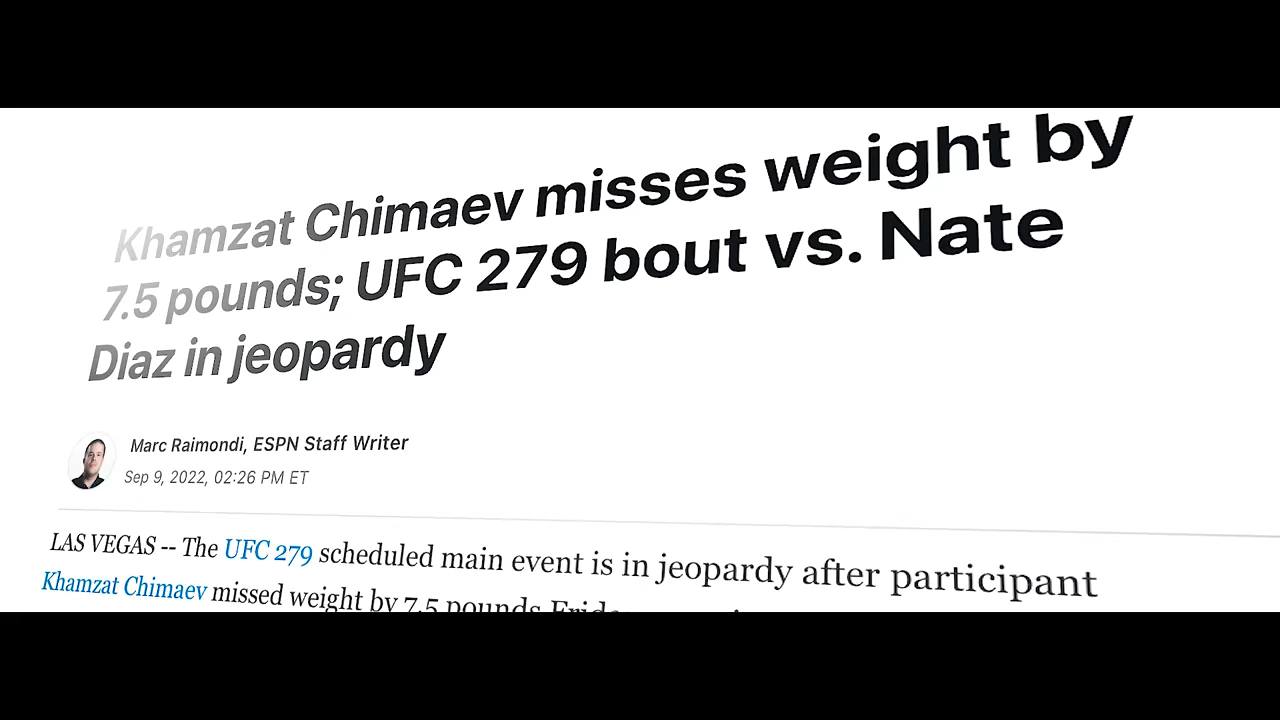 Khamzat Chimaev misses weight by
7.5 pounds; UFC 279 bout vs. Nate
Diaz in jeopardy
Marc Raimondi, ESPN Staff Writer
Sep 9, 2022, 02:26 PM ET
LAS VEGAS -- The UFC 279 scheduled main event is in jeopardy after participant
Khamzat Chimaev missed weight by 7.5 pounds